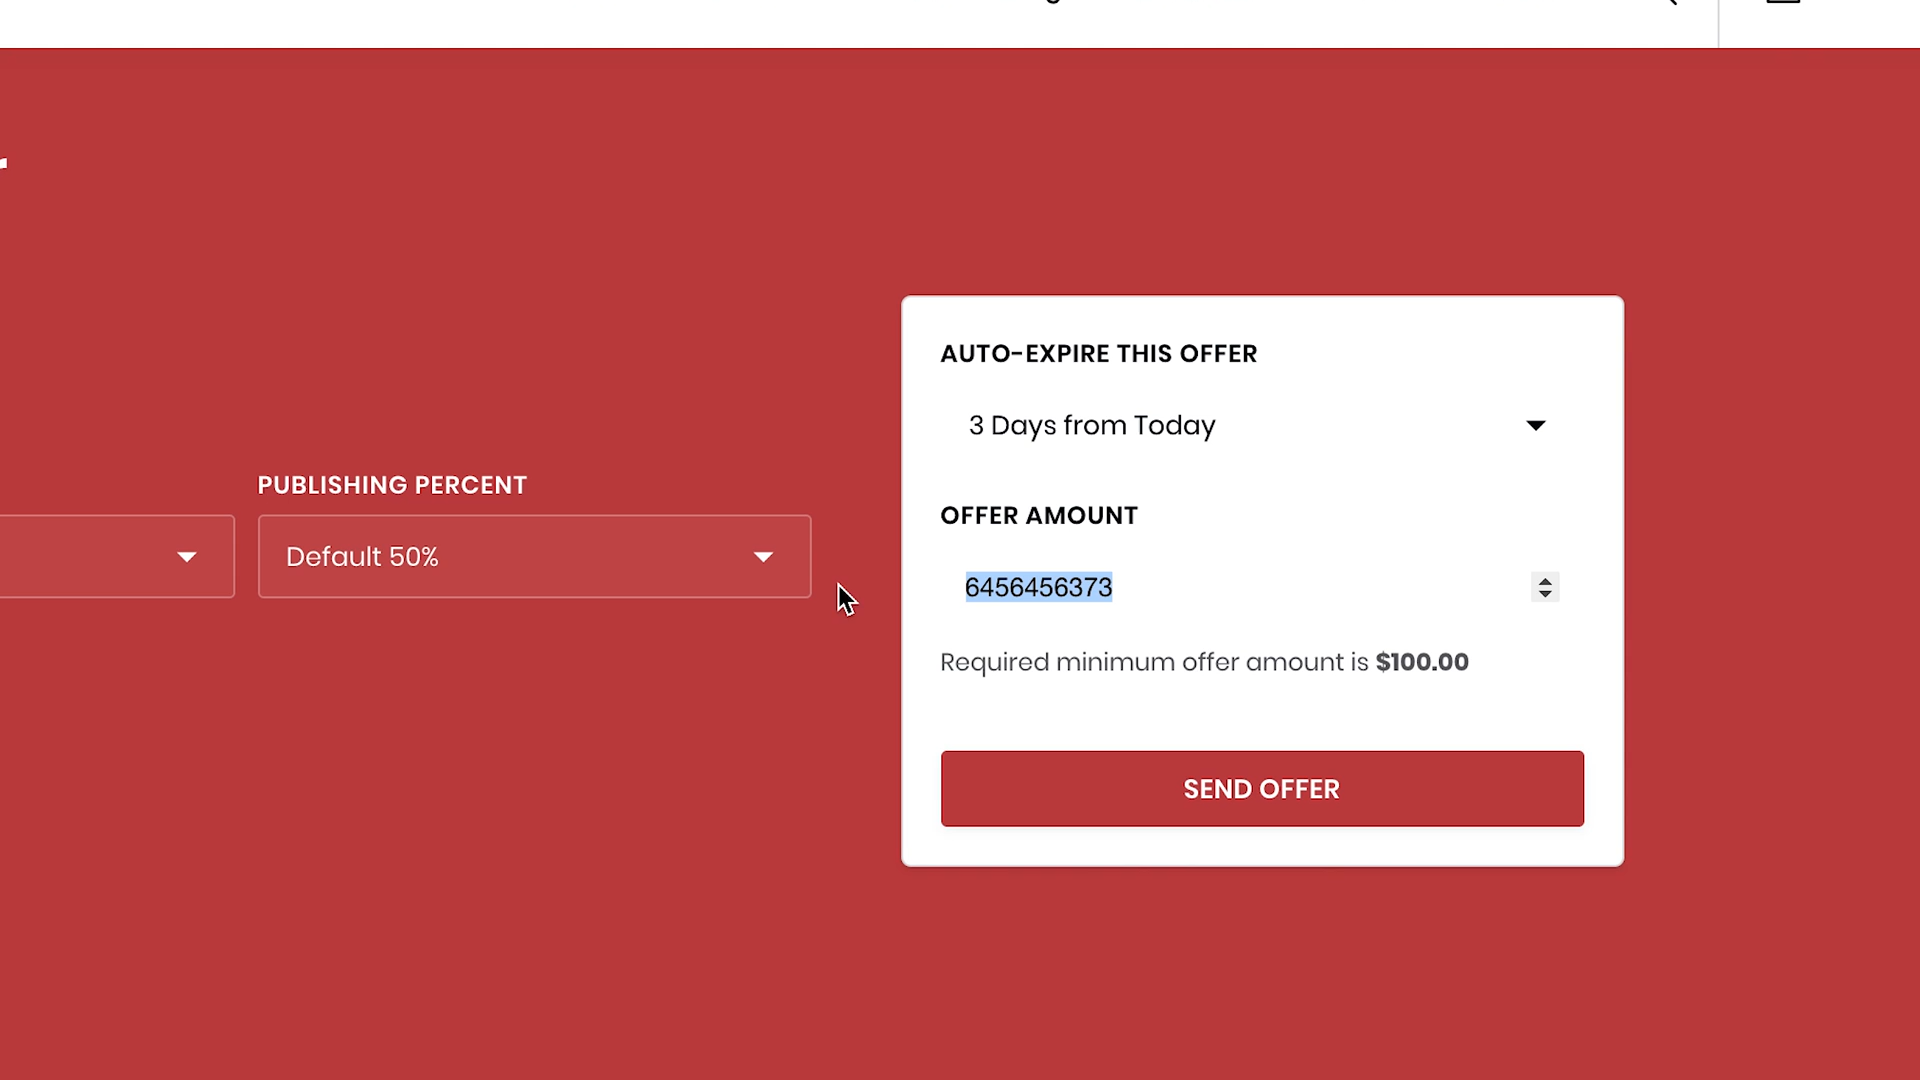 AUTO-EXPIRE THIS OFFER
3 Days from Today
PUBLISHING PERCENT
Default 50%
OFFER AMOUNT
6456456373
Required minimum offer amount is $100.00
SEND OFFER